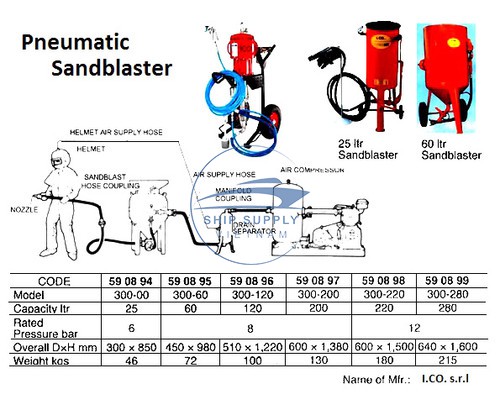 Pneumatic
Sandblaster
25 ltr
Sandblaster
60 ltr
Sandblaster
HELMET AIR SUPPLY HOSE
HELMET
SANDBLAST
HOSE COUPLING
NOZZLE
AIR SUPPLY HOSE
AIR COMPRESSOR
MANIFOLD
COUPLING
SHIP SUPPLY
VIETNAM
DRAIN
SEPARATOR
CODE 59 08 94 59 08 95 59 08 96 59 08 97 59 08 98 59 08 99
Model 300-00 300-60 300-120 300-200 300-220 300-280
Capacity ltr 25 60 120 200 220 280
Rated
Pressure bar 6 8 12
Overall D×H mm 300 × 850 450 × 980 510 × 1,220 600 × 1,380 600 × 1,500 640 × 1,600
Weight kgs 46 72 100 130 180 215
Name of Mfr.: I.CO. s.r.l